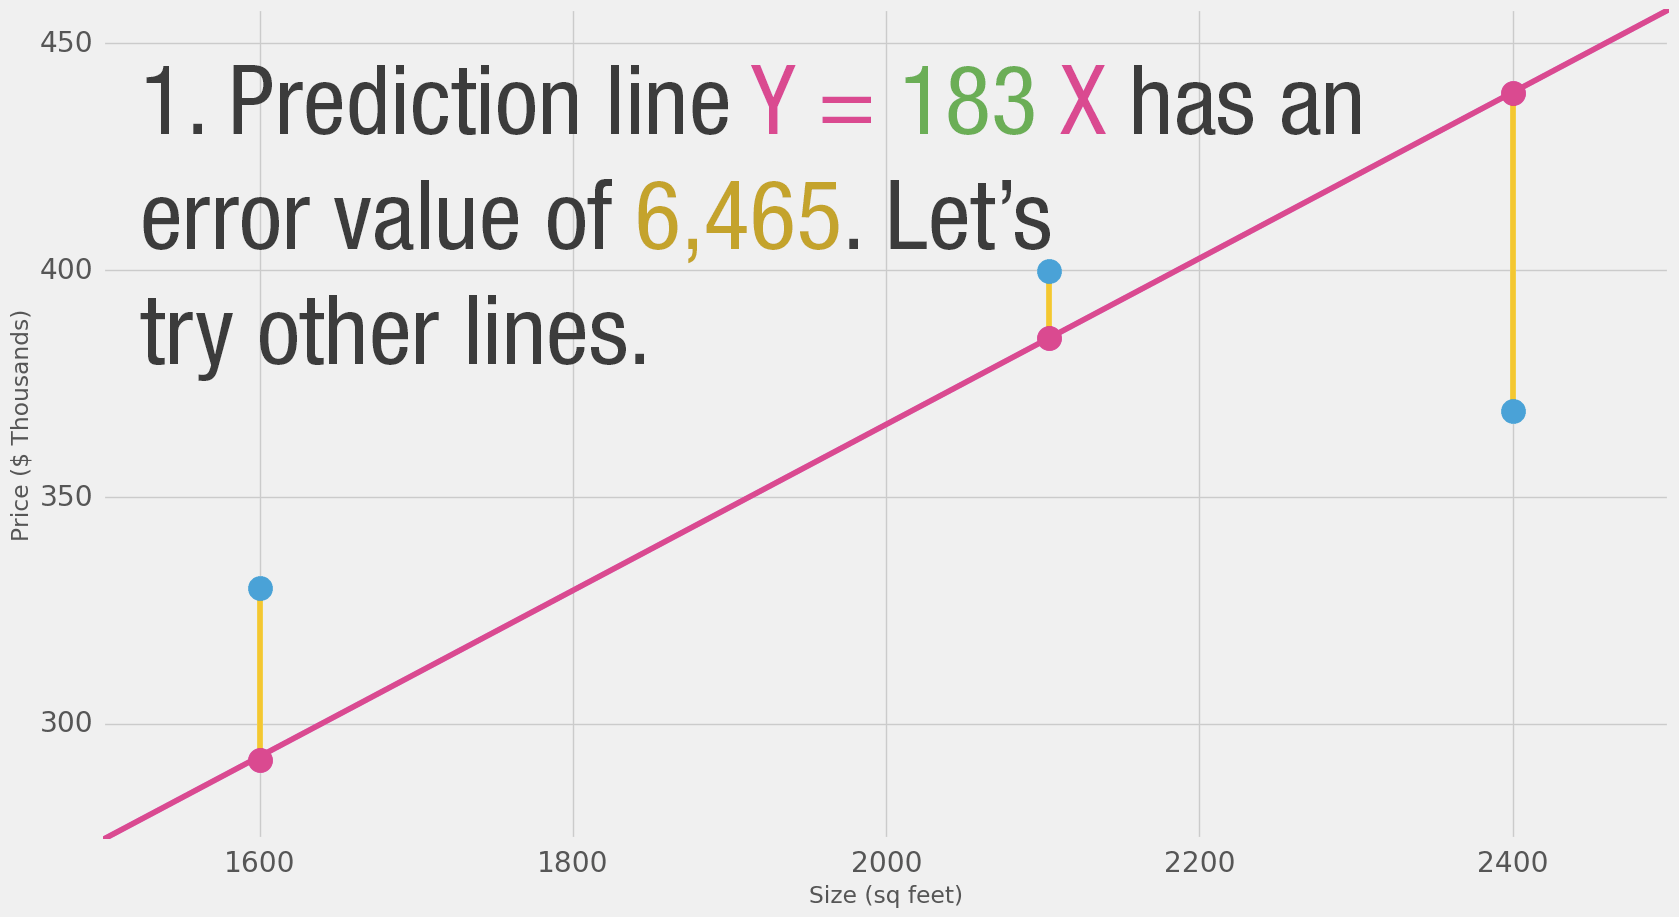 1. Prediction line Y = 183 X has an
error value of 6,465. Let’s
try other lines.
450
400
350
300
Price ($ Thousands)
1600 1800 2000 2200 2400
Size (sq feet)